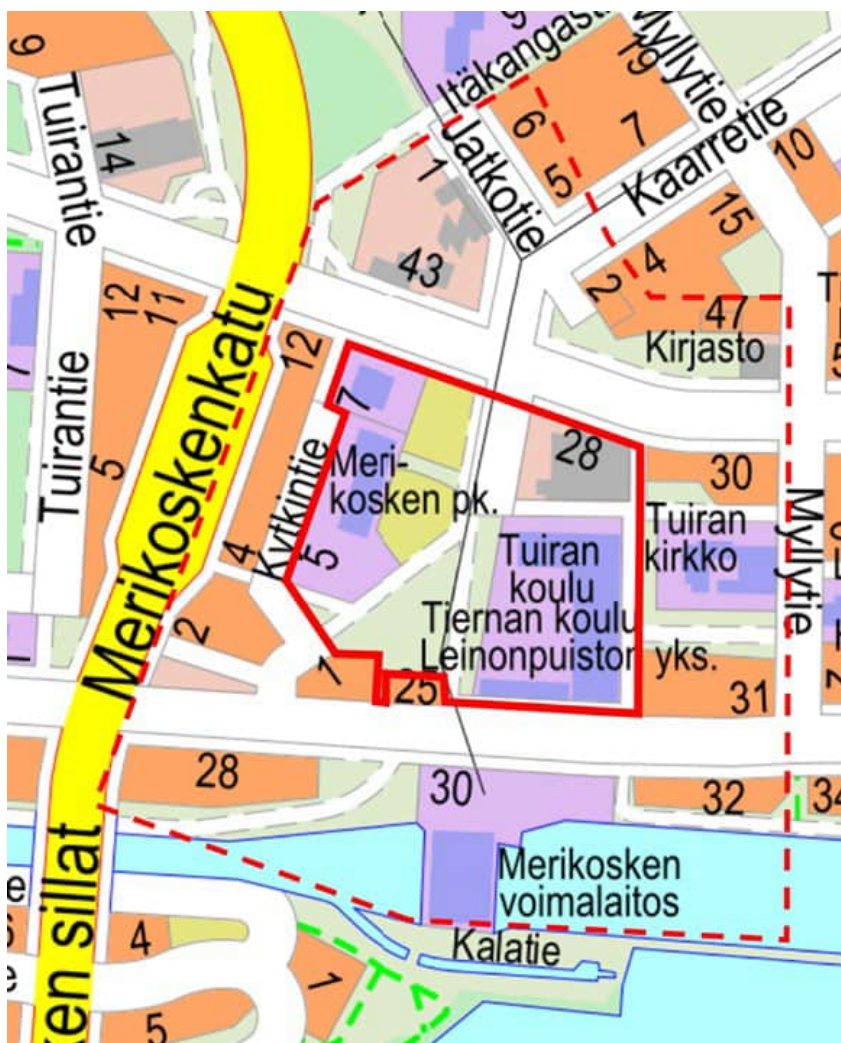 9
Tuirantie
14
Itäkangasti
Myllytie
19
6
7
5
Jatkotie
1
43
Kaarretie
10
15
4
2
47
Kirjasto
12
11
12
7
Tuirantie
5
Merikoskenkatu
Kytkintie
4
2
7
Meri-
kosken pk.
5
28
30
Tuiran
kirkko
Myllytie
Tuiran
koulu
Tiernan koulu
Leinonpuiston yks.
1
25
31
28
30
32
34
Merikosken
voimalaitos
Kalatie
ken sillat
4
1
5